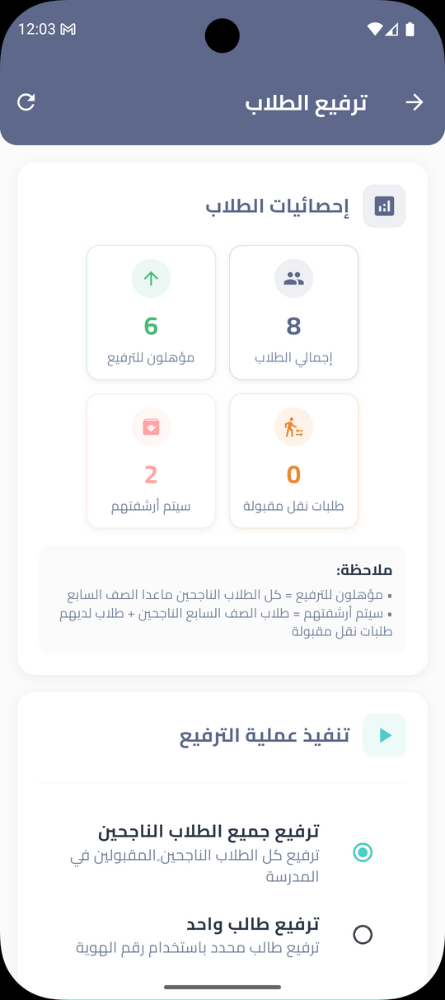 12:03
ترفيع الطلاب
إحصائيات الطلاب
8
إجمالي الطلاب
6
مؤهلون للترفيع
0
طلبات نقل مقبولة
2
سيتم أرشفتهم
ملاحظة:
• مؤهلون للترفيع = كل الطلاب الناجحين ماعدا الصف السابع
• سيتم أرشفتهم = طلاب الصف السابع الناجحين + طلاب لديهم
طلبات نقل مقبولة
تنفيذ عملية الترفيع
ترفيع جميع الطلاب الناجحين
ترفيع كل الطلاب الناجحين_المقبولين في
المدرسة
ترفيع طالب واحد
ترفيع طالب محدد باستخدام رقم الهوية